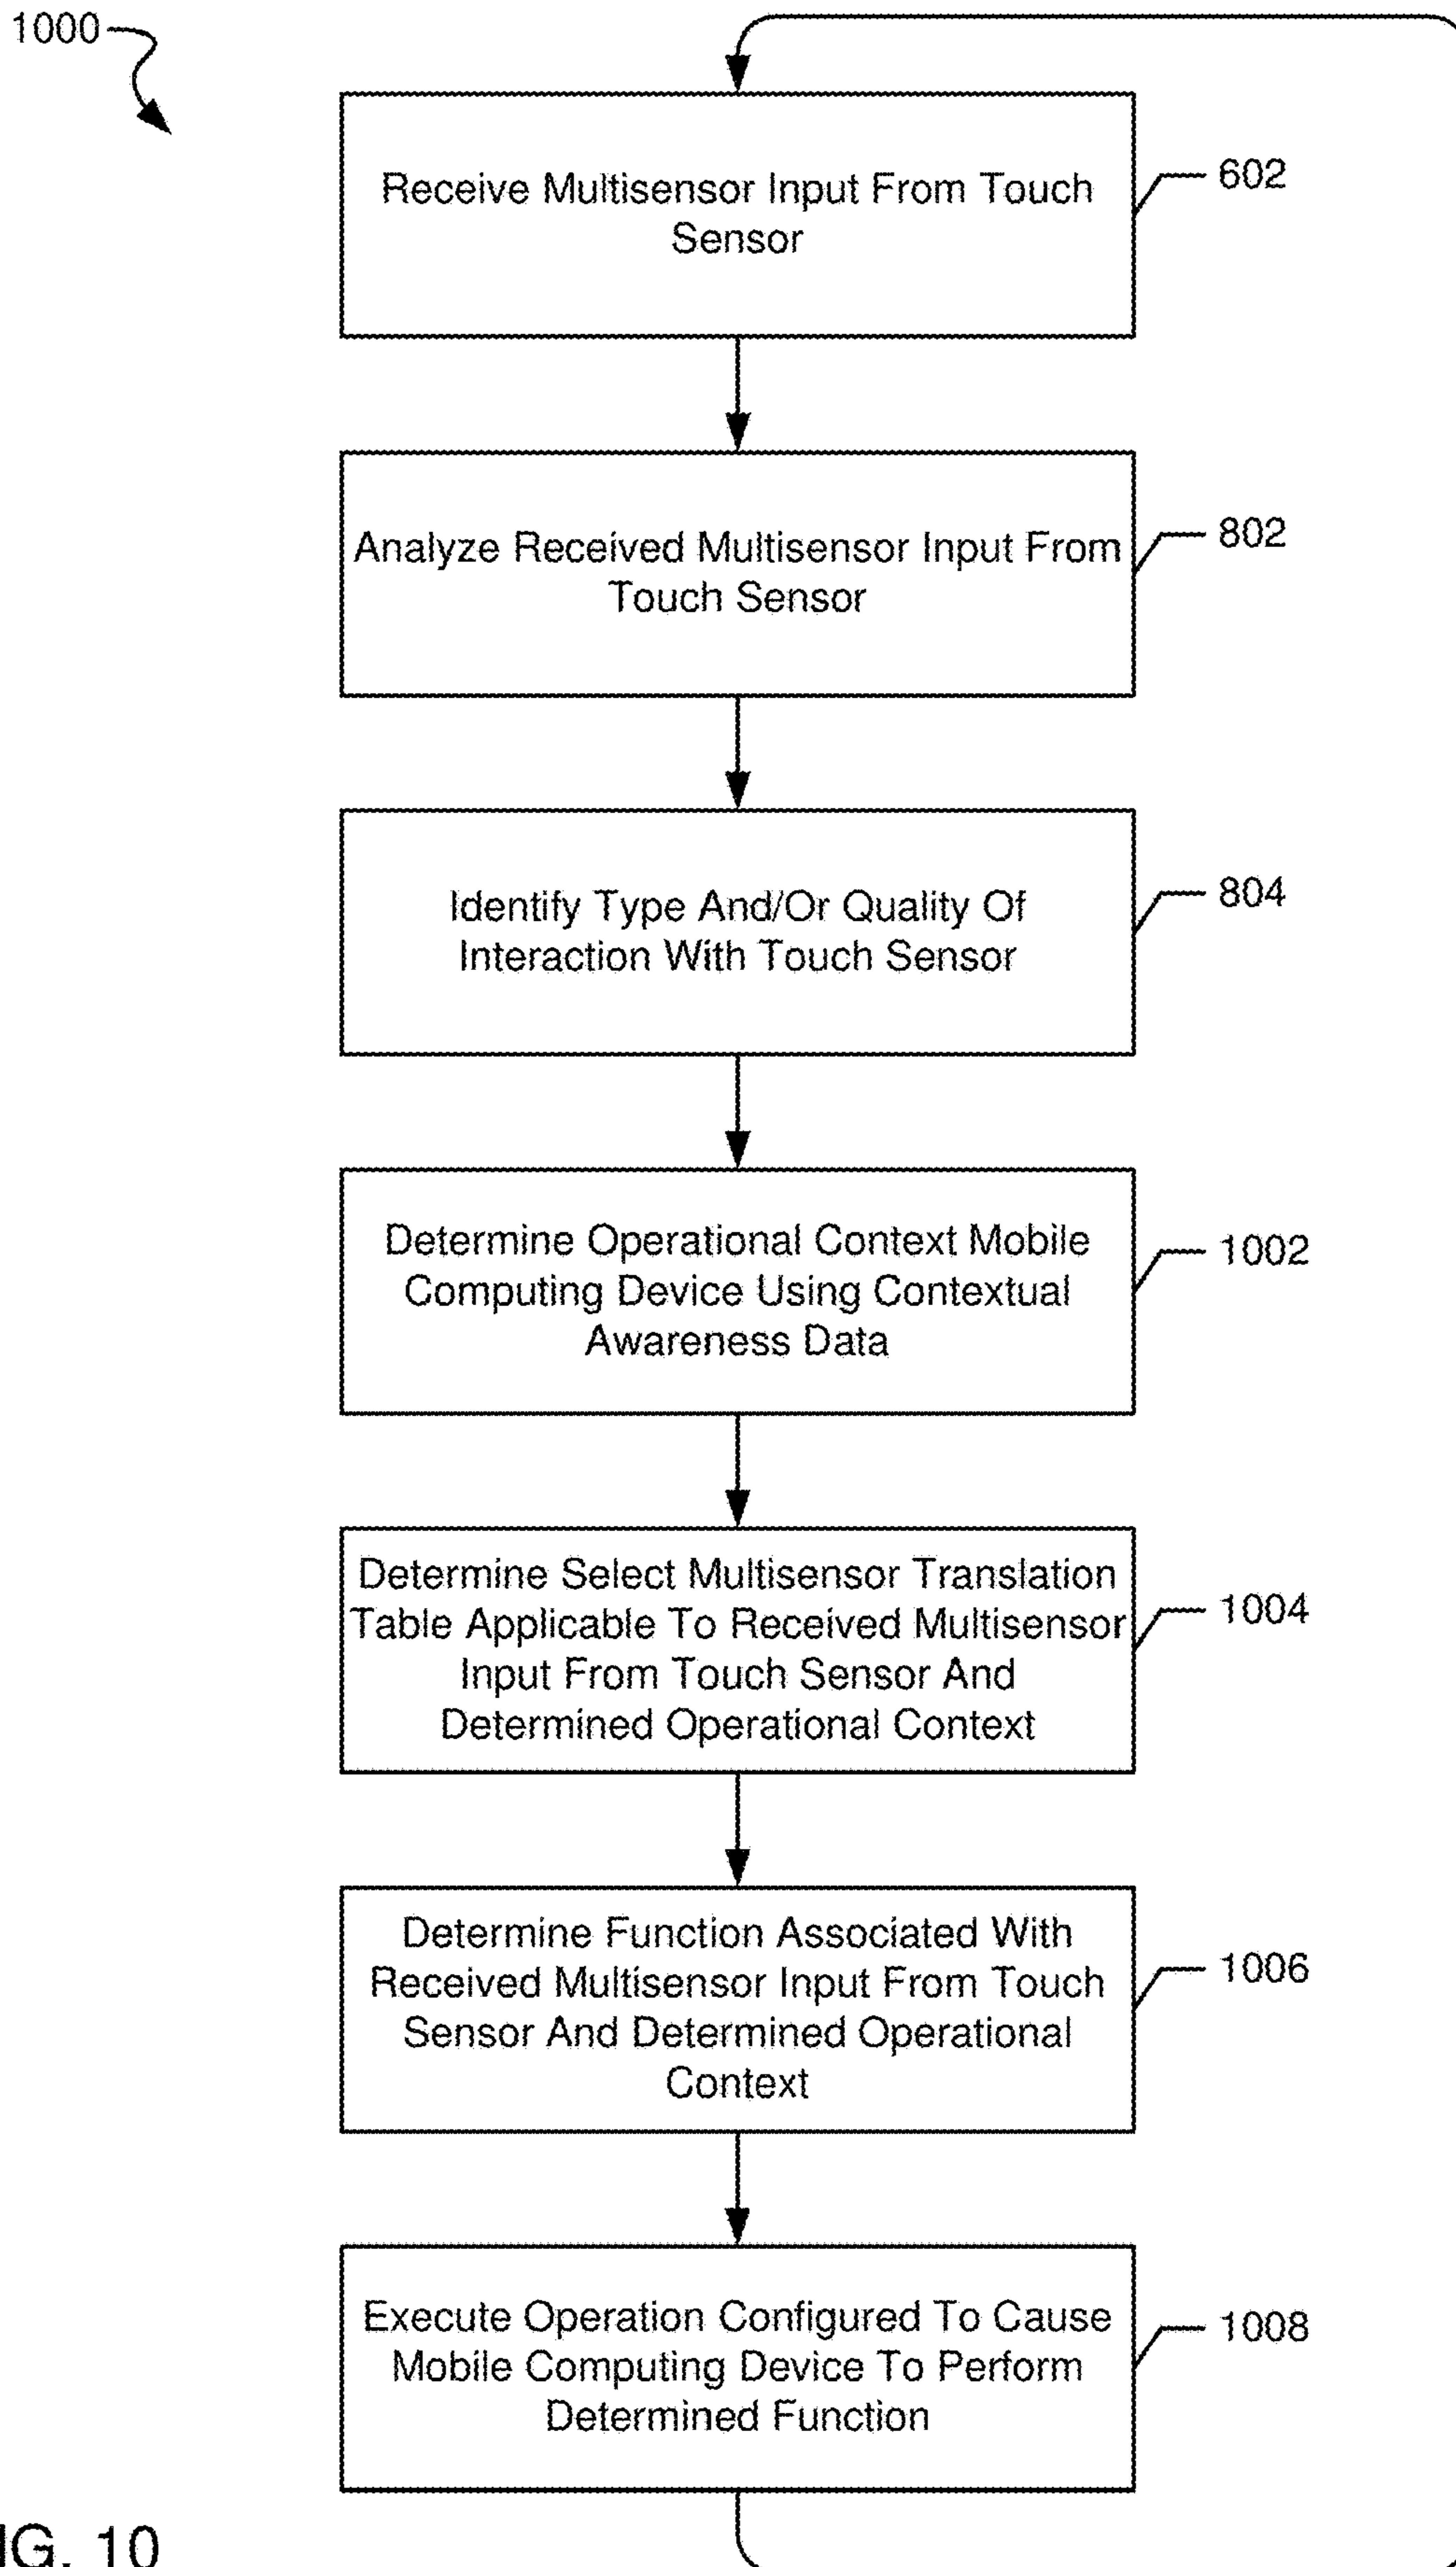 1000
Receive Multisensor Input From Touch
Sensor
602
Analyze Received Multisensor Input From
Touch Sensor
802
Identify Type And/Or Quality Of
Interaction With Touch Sensor
804
Determine Operational Context Mobile
Computing Device Using Contextual
Awareness Data
1002
Determine Select Multisensor Translation
Table Applicable To Received Multisensor
Input From Touch Sensor And
Determined Operational Context
1004
Determine Function Associated With
Received Multisensor Input From Touch
Sensor And Determined Operational
Context
1006
Execute Operation Configured To Cause
Mobile Computing Device To Perform
Determined Function
1008
IG. 10